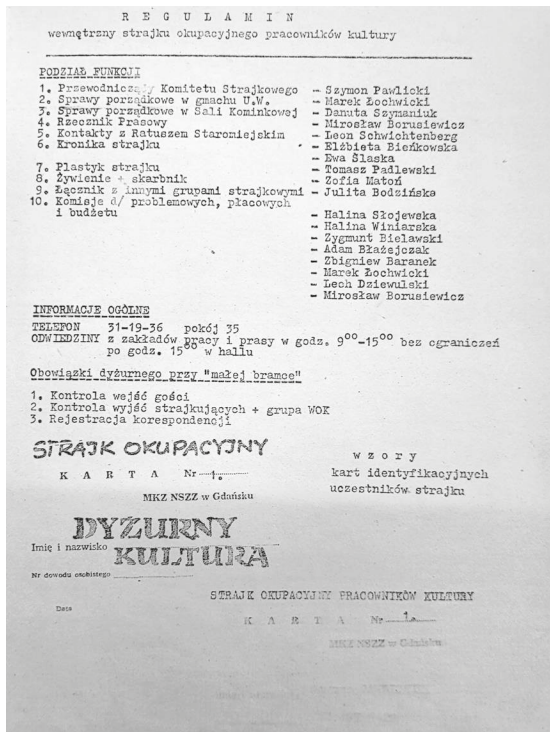 R E G U L A M I N
wewnętrzny strajku okupacyjnego pracowników kultury
PODZIAŁ FUNKCJI
1. Przewodniczący Komitetu Strajkowego - Szymon Pawlicki
2. Sprawy porządkowe w gmachu U.W. - Marek Łochwicki
3. Sprawy porządkowe w Sali Kominkowej - Danuta Szymaniuk
4. Rzecznik Prasowy - Mirosław Borusiewicz
5. Kontakty z Ratuszem Staromiejskim - Leon Schwichtenberg
6. Kronika strajku - Elżbieta Bieńkowska
- Ewa Ślaska
7. Plastyk strajku - Tomasz Padlewski
8. Żywienie + skarbnik - Zofia Matoń
9. Łącznik z innymi grupami strajkowymi - Julita Bodzińska
10. Komisje d/ problemowych, płacowych
i budżetu - Halina Słojewska
- Halina Winiarska
- Zygmunt Bielawski
- Adam Błażejczak
- Zbigniew Baranek
- Marek Łochwicki
- Lech Dziewulski
- Mirosław Borusiewicz
INFORMACJE OGÓLNE
TELEFON 31-19-36 pokój 35
ODWIEDZINY z zakładów pracy i prasy w godz. 9⁰⁰-15⁰⁰ bez ograniczeń
po godz. 15⁰⁰ w hallu
Obowiązki dyżurnego przy "małej bramce"
1. Kontrola wejść gości
2. Kontrola wyjść strajkujących + grupa WOK
3. Rejestracja korespondencji
STRAJK OKUPACYJNY
K A R T A Nr 1.
MKZ NSZZ w Gdańsku
w z o r y
kart identyfikacyjnych
uczestników strajku
DYŻURNY
Imię i nazwisko KULTURA
Nr dowodu osobistego
Data
STRAJK OKUPACYJNY PRACOWNIKÓW KULTURY
K A R T A Nr 1.
MKZ NSZZ w Gdańsku